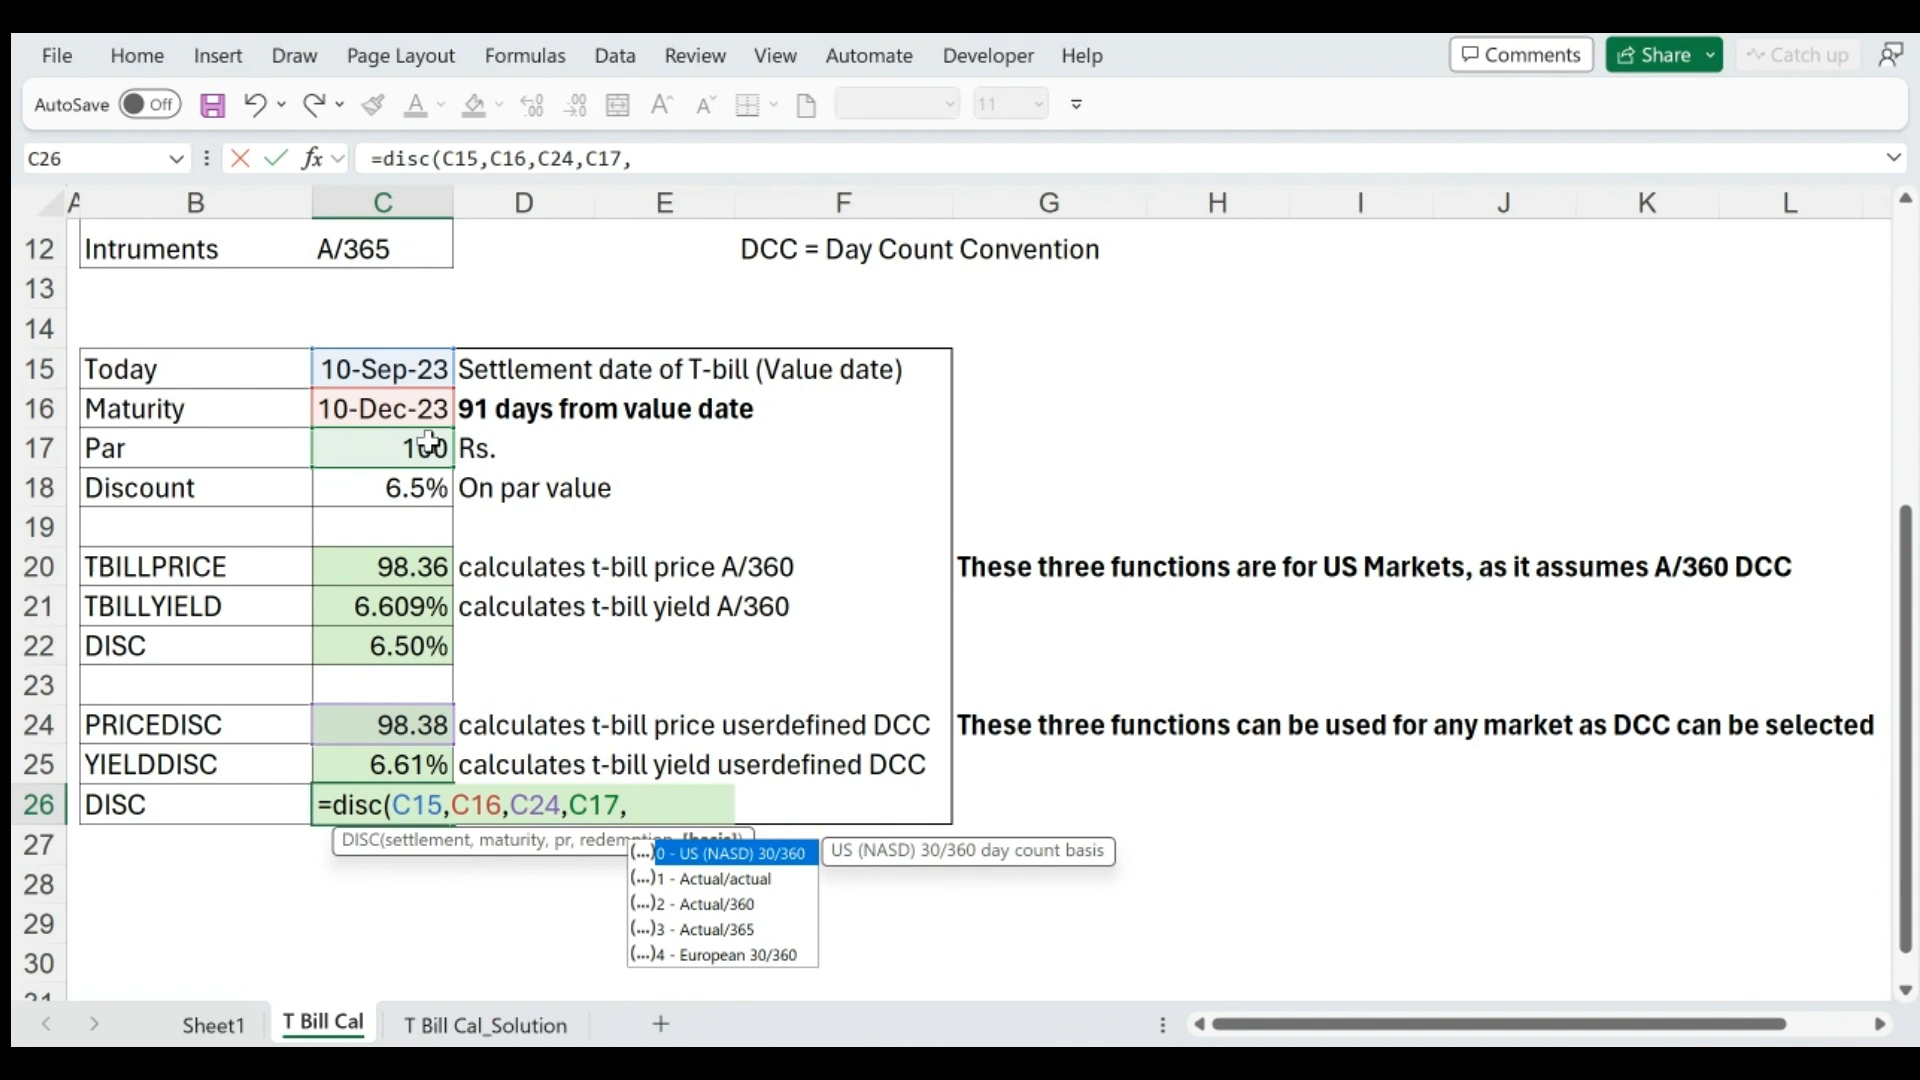 File Home Insert Draw Page Layout Formulas Data Review View Automate Developer Help Comments Share Catch up
AutoSave Off 11
C26 fx =disc(C15,C16,C24,C17,
A B C D E F G H I J K L
12 Intruments A/365 DCC = Day Count Convention
13
14
15 Today 10-Sep-23 Settlement date of T-bill (Value date)
16 Maturity 10-Dec-23 91 days from value date
17 Par 100 Rs.
18 Discount 6.5% On par value
19
20 TBILLPRICE 98.36 calculates t-bill price A/360 These three functions are for US Markets, as it assumes A/360 DCC
21 TBILLYIELD 6.609% calculates t-bill yield A/360
22 DISC 6.50%
23
24 PRICEDISC 98.38 calculates t-bill price userdefined DCC These three functions can be used for any market as DCC can be selected
25 YIELDDISC 6.61% calculates t-bill yield userdefined DCC
26 DISC =disc(C15,C16,C24,C17,
27 DISC(settlement, maturity, pr, redemption, [basis])
(...)0 - US (NASD) 30/360 US (NASD) 30/360 day count basis
(...)1 - Actual/actual
28
(...)2 - Actual/360
29 (...)3 - Actual/365
(...)4 - European 30/360
30
31
Sheet1 T Bill Cal T Bill Cal_Solution